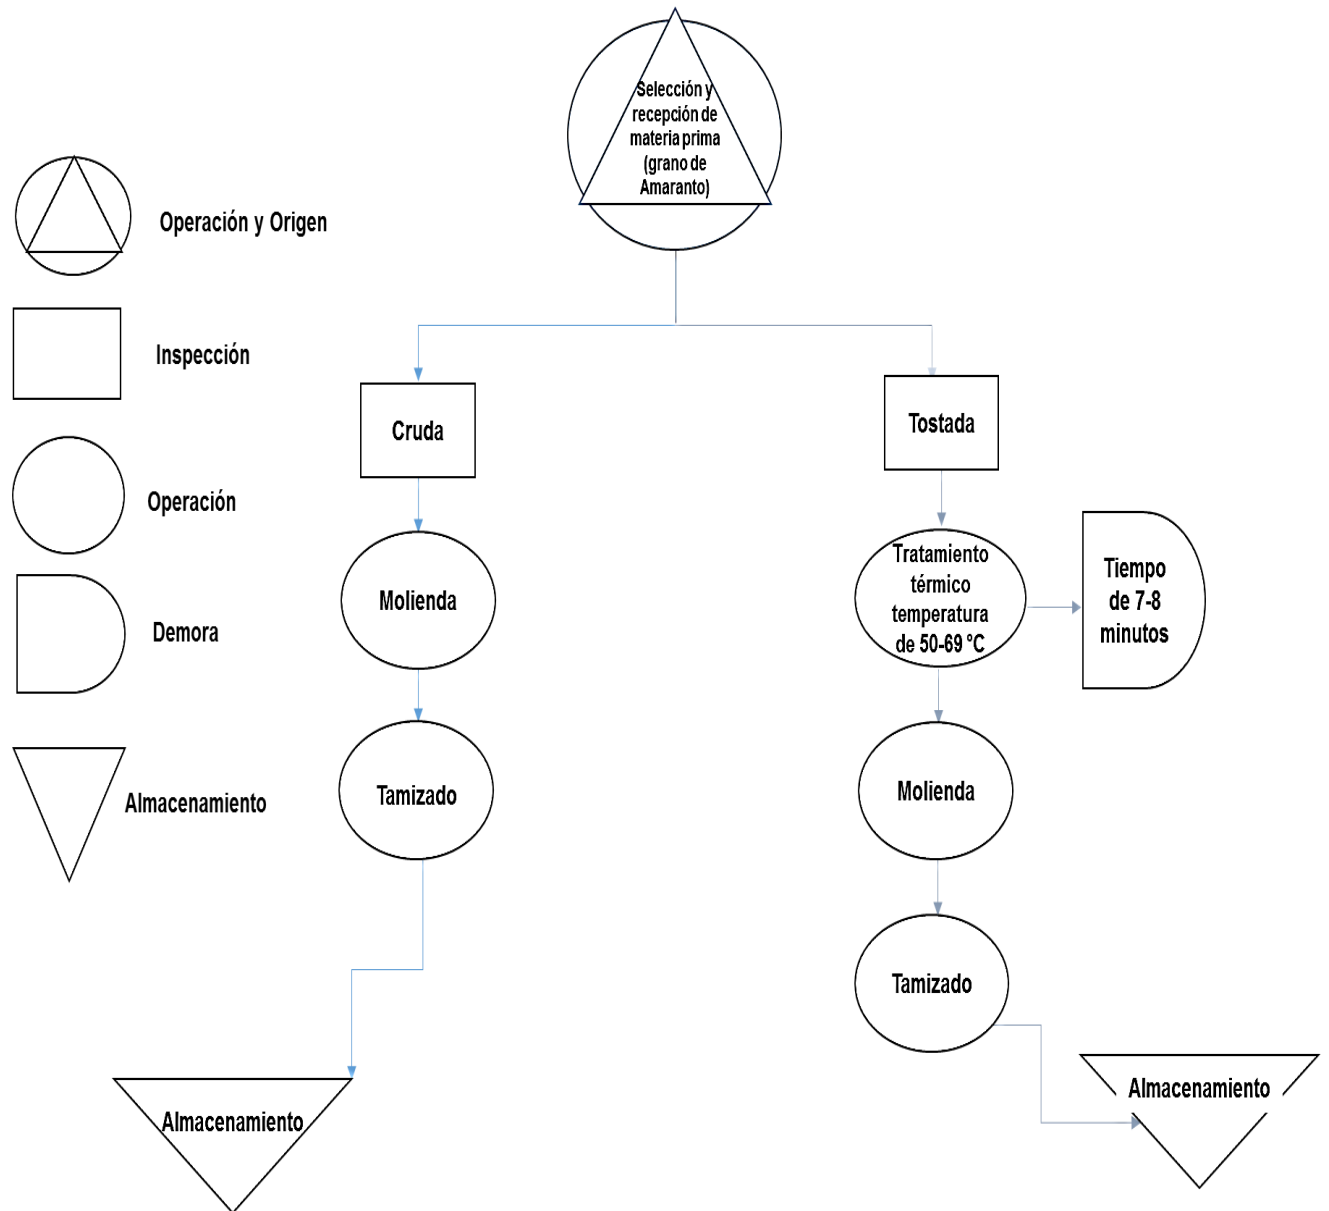 Selección y
recepción de
materia prima
(grano de
Amaranto)
Operación y Origen
Inspección
Operación
Demora
Almacenamiento
Cruda
Molienda
Tamizado
Almacenamiento
Tostada
Tratamiento
térmico
temperatura
de 50-69 °C
Tiempo
de 7-8
minutos
Molienda
Tamizado
Almacenamiento